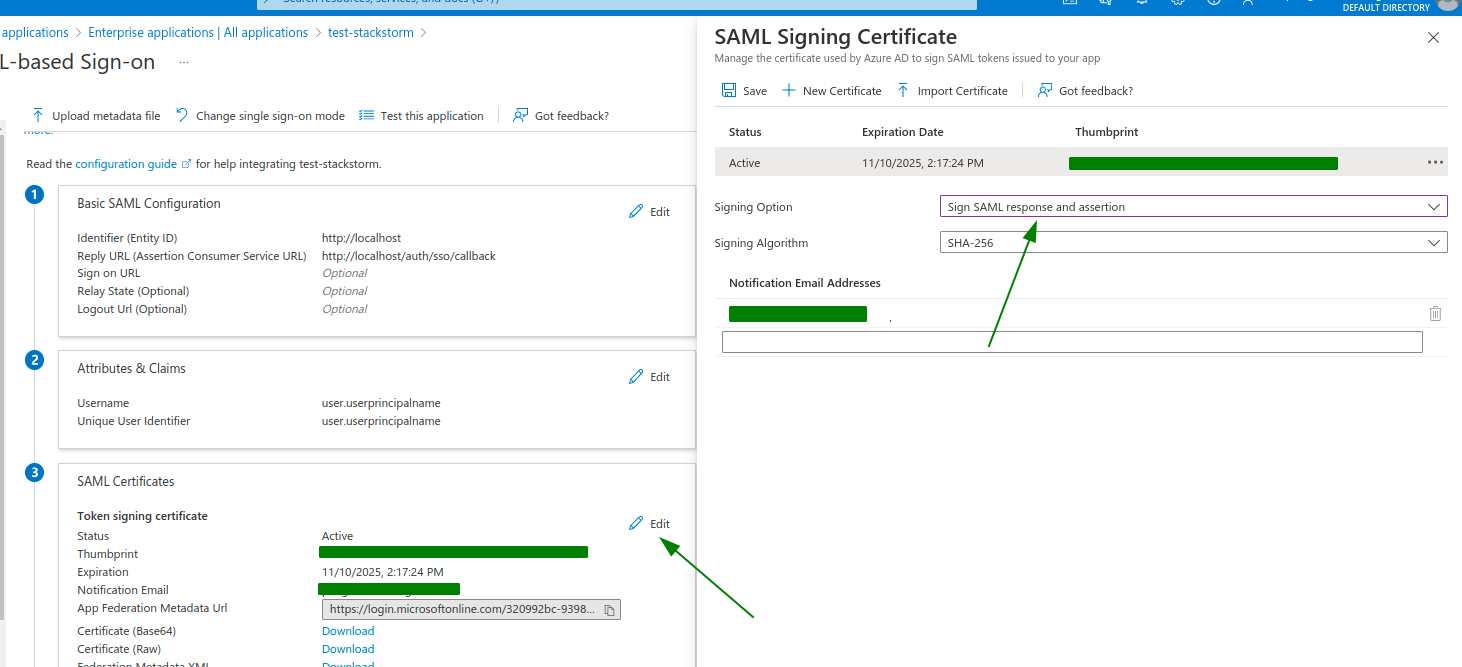 Search resources, services, and docs (G+/)
DEFAULT DIRECTORY
applications > Enterprise applications | All applications > test-stackstorm >
L-based Sign-on ...
Upload metadata file
Change single sign-on mode
Test this application
Got feedback?
more.
Read the configuration guide for help integrating test-stackstorm.
1
Basic SAML Configuration
Edit
Identifier (Entity ID) http://localhost
Reply URL (Assertion Consumer Service URL) http://localhost/auth/sso/callback
Sign on URL Optional
Relay State (Optional) Optional
Logout Url (Optional) Optional
2
Attributes & Claims
Edit
Username user.userprincipalname
Unique User Identifier user.userprincipalname
3
SAML Certificates
Token signing certificate
Edit
Status Active
Thumbprint
Expiration 11/10/2025, 2:17:24 PM
Notification Email
App Federation Metadata Url https://login.microsoftonline.com/320992bc-9398...
Certificate (Base64) Download
Certificate (Raw) Download
Federation Metadata XML Download
SAML Signing Certificate
Manage the certificate used by Azure AD to sign SAML tokens issued to your app
Save
New Certificate
Import Certificate
Got feedback?
Status Expiration Date Thumbprint
Active 11/10/2025, 2:17:24 PM ...
Signing Option Sign SAML response and assertion
Signing Algorithm SHA-256
Notification Email Addresses